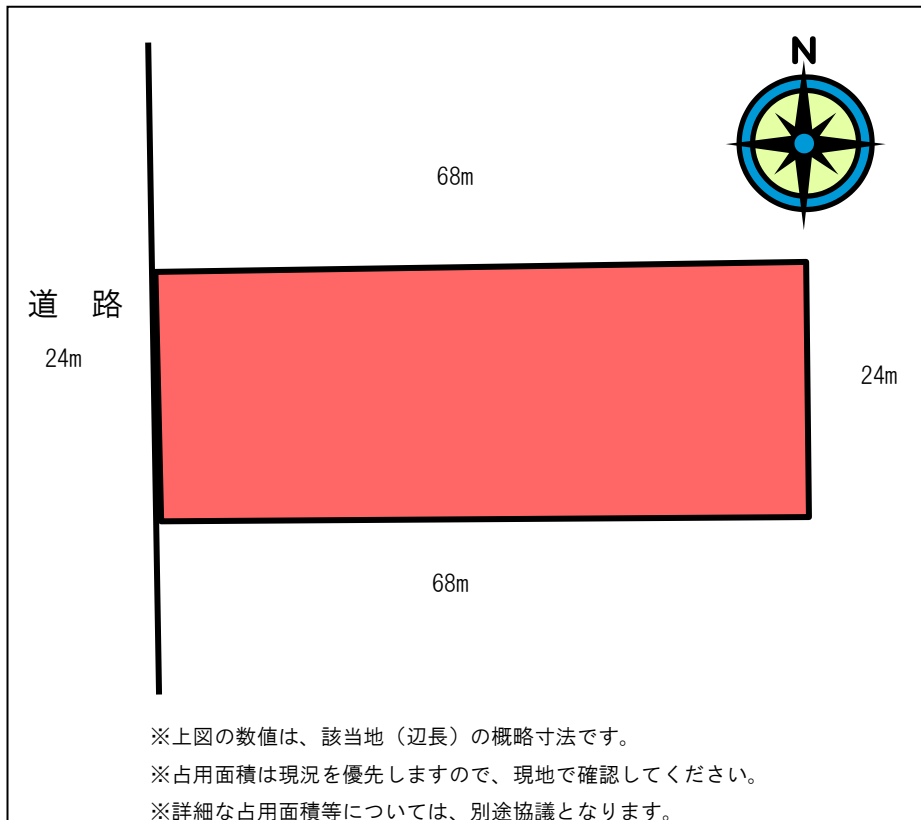 N
68m
道 路
24m
24m
68m
※上図の数値は、該当地（辺長）の概略寸法です。
※占用面積は現況を優先しますので、現地で確認してください。
※詳細な占用面積等については、別途協議となります。